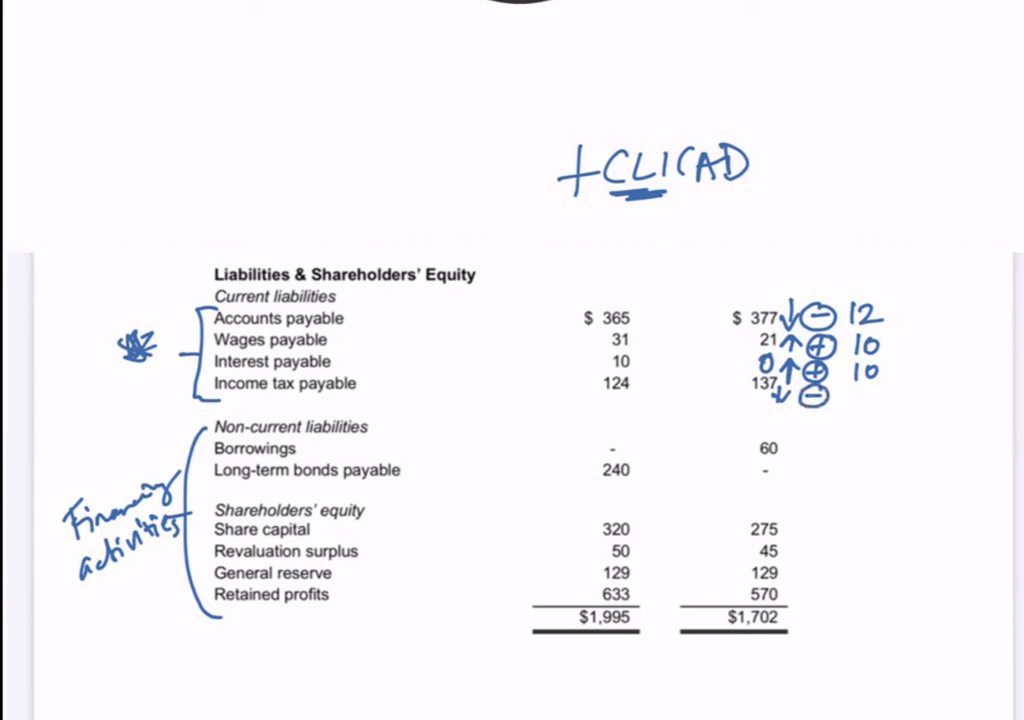 +CLICAD
Liabilities & Shareholders' Equity
Current liabilities
Accounts payable $ 365 $ 377 ↓ ⊖ 12
Wages payable 31 21 ↑ ⊕ 10
Interest payable 10 0 ↑ ⊕ 10
Income tax payable 124 137 ↓ ⊖
Non-current liabilities
Borrowings - 60
Long-term bonds payable 240 -
Financing
activities
Shareholders' equity
Share capital 320 275
Revaluation surplus 50 45
General reserve 129 129
Retained profits 633 570
$1,995 $1,702